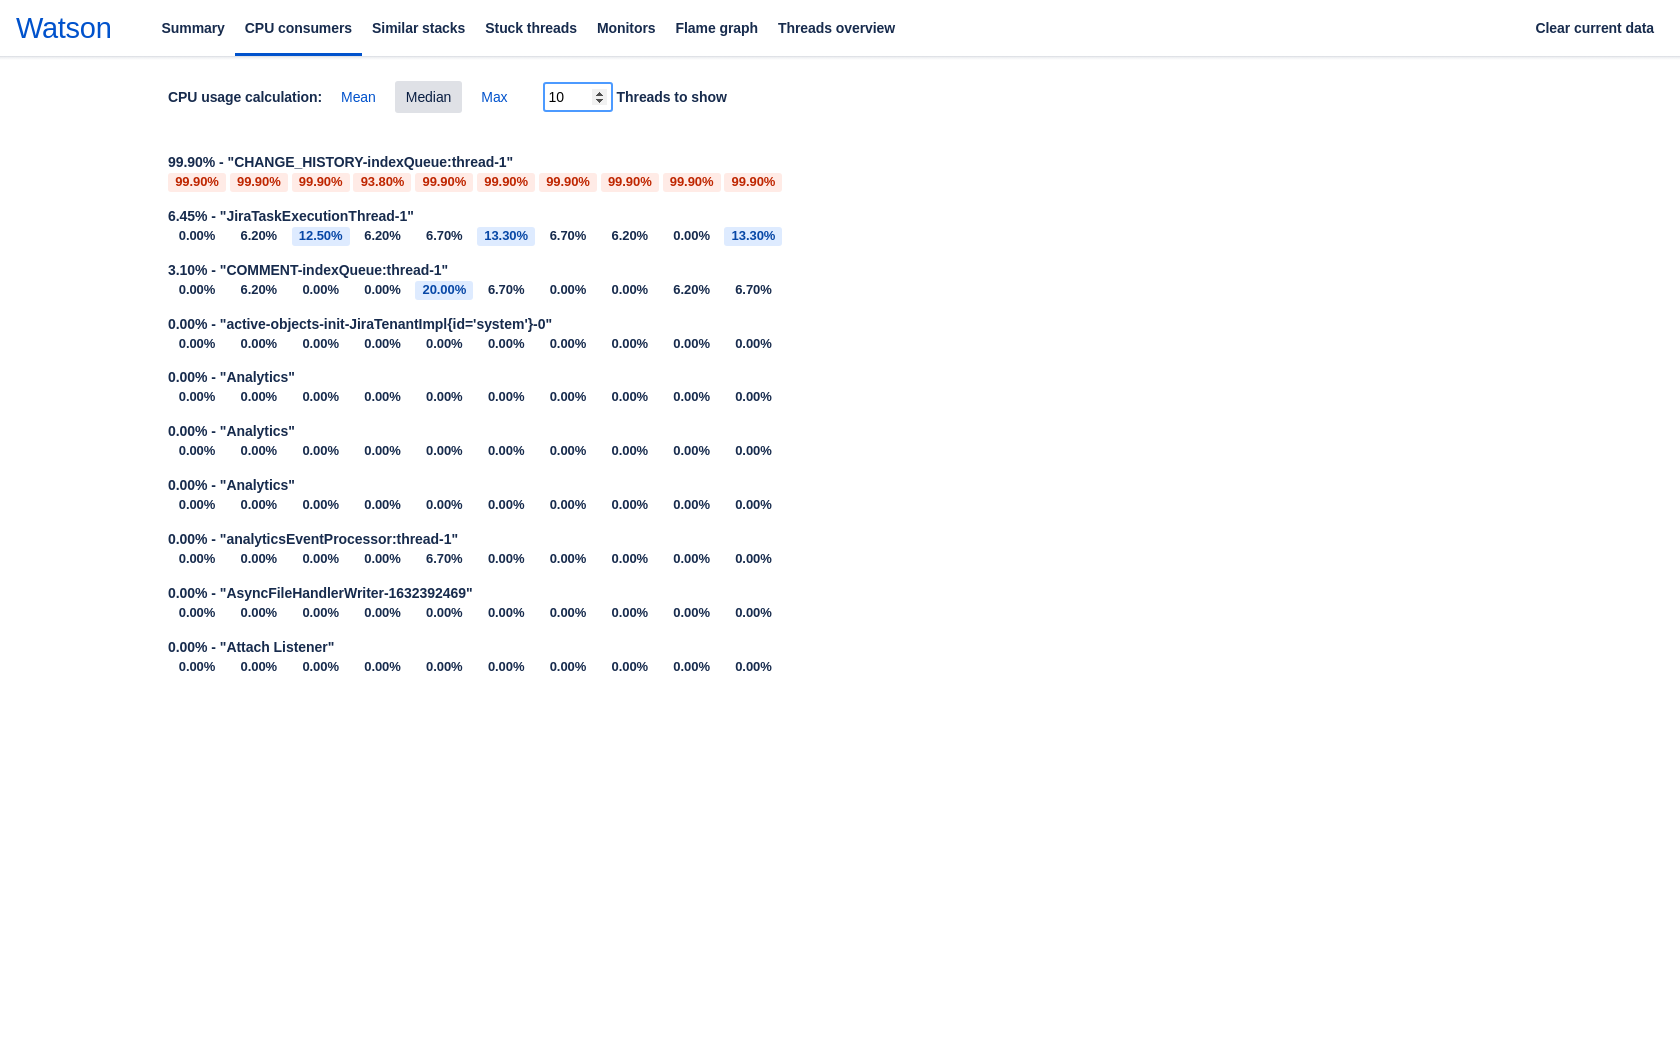 Watson Summary CPU consumers Similar stacks Stuck threads Monitors Flame graph Threads overview Clear current data
CPU usage calculation: Mean Median Max 10 Threads to show
99.90% - "CHANGE_HISTORY-indexQueue:thread-1"
99.90% 99.90% 99.90% 93.80% 99.90% 99.90% 99.90% 99.90% 99.90% 99.90%
6.45% - "JiraTaskExecutionThread-1"
0.00% 6.20% 12.50% 6.20% 6.70% 13.30% 6.70% 6.20% 0.00% 13.30%
3.10% - "COMMENT-indexQueue:thread-1"
0.00% 6.20% 0.00% 0.00% 20.00% 6.70% 0.00% 0.00% 6.20% 6.70%
0.00% - "active-objects-init-JiraTenantImpl{id='system'}-0"
0.00% 0.00% 0.00% 0.00% 0.00% 0.00% 0.00% 0.00% 0.00% 0.00%
0.00% - "Analytics"
0.00% 0.00% 0.00% 0.00% 0.00% 0.00% 0.00% 0.00% 0.00% 0.00%
0.00% - "Analytics"
0.00% 0.00% 0.00% 0.00% 0.00% 0.00% 0.00% 0.00% 0.00% 0.00%
0.00% - "Analytics"
0.00% 0.00% 0.00% 0.00% 0.00% 0.00% 0.00% 0.00% 0.00% 0.00%
0.00% - "analyticsEventProcessor:thread-1"
0.00% 0.00% 0.00% 0.00% 6.70% 0.00% 0.00% 0.00% 0.00% 0.00%
0.00% - "AsyncFileHandlerWriter-1632392469"
0.00% 0.00% 0.00% 0.00% 0.00% 0.00% 0.00% 0.00% 0.00% 0.00%
0.00% - "Attach Listener"
0.00% 0.00% 0.00% 0.00% 0.00% 0.00% 0.00% 0.00% 0.00% 0.00%